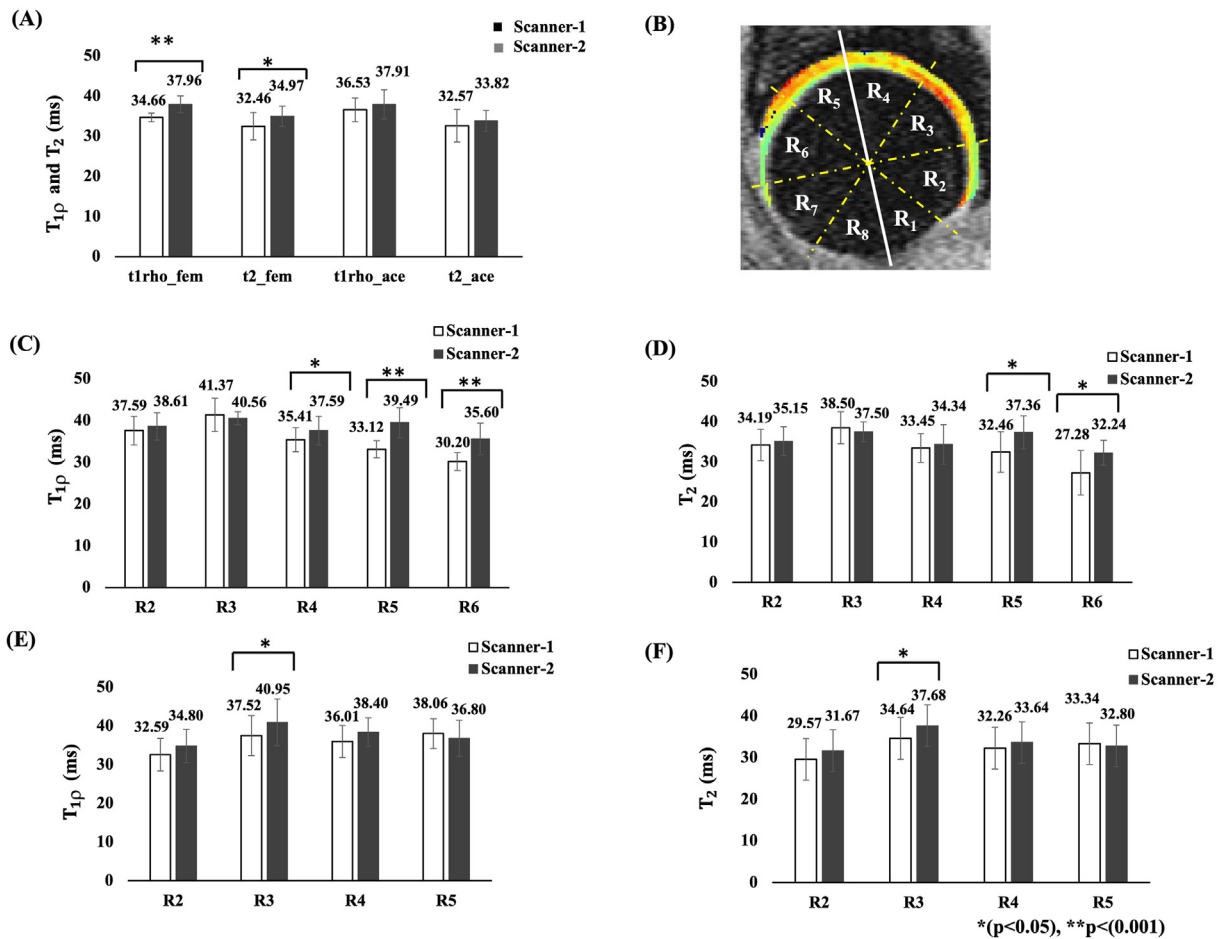 (A)
Scanner-1
Scanner-2
** *
34.66 37.96 32.46 34.97 36.53 37.91 32.57 33.82
50
40
30
20
10
0
T1ρ and T2 (ms)
t1rho_fem t2_fem t1rho_ace t2_ace
(B)
R5 R4
R3
R6
R2
R7
R1
R8
(C)
Scanner-1
Scanner-2
* ** **
37.59 38.61 41.37 40.56 35.41 37.59 33.12 39.49 30.20 35.60
50
40
30
20
10
0
T1ρ (ms)
R2 R3 R4 R5 R6
(D)
Scanner-1
Scanner-2
* *
34.19 35.15 38.50 37.50 33.45 34.34 32.46 37.36 27.28 32.24
50
40
30
20
10
0
T2 (ms)
R2 R3 R4 R5 R6
(E)
Scanner-1
Scanner-2
*
32.59 34.80 37.52 40.95 36.01 38.40 38.06 36.80
50
40
30
20
10
0
T1ρ (ms)
R2 R3 R4 R5
(F)
Scanner-1
Scanner-2
*
29.57 31.67 34.64 37.68 32.26 33.64 33.34 32.80
50
40
30
20
10
0
T2 (ms)
R2 R3 R4 R5
*(p<0.05), **p<(0.001)